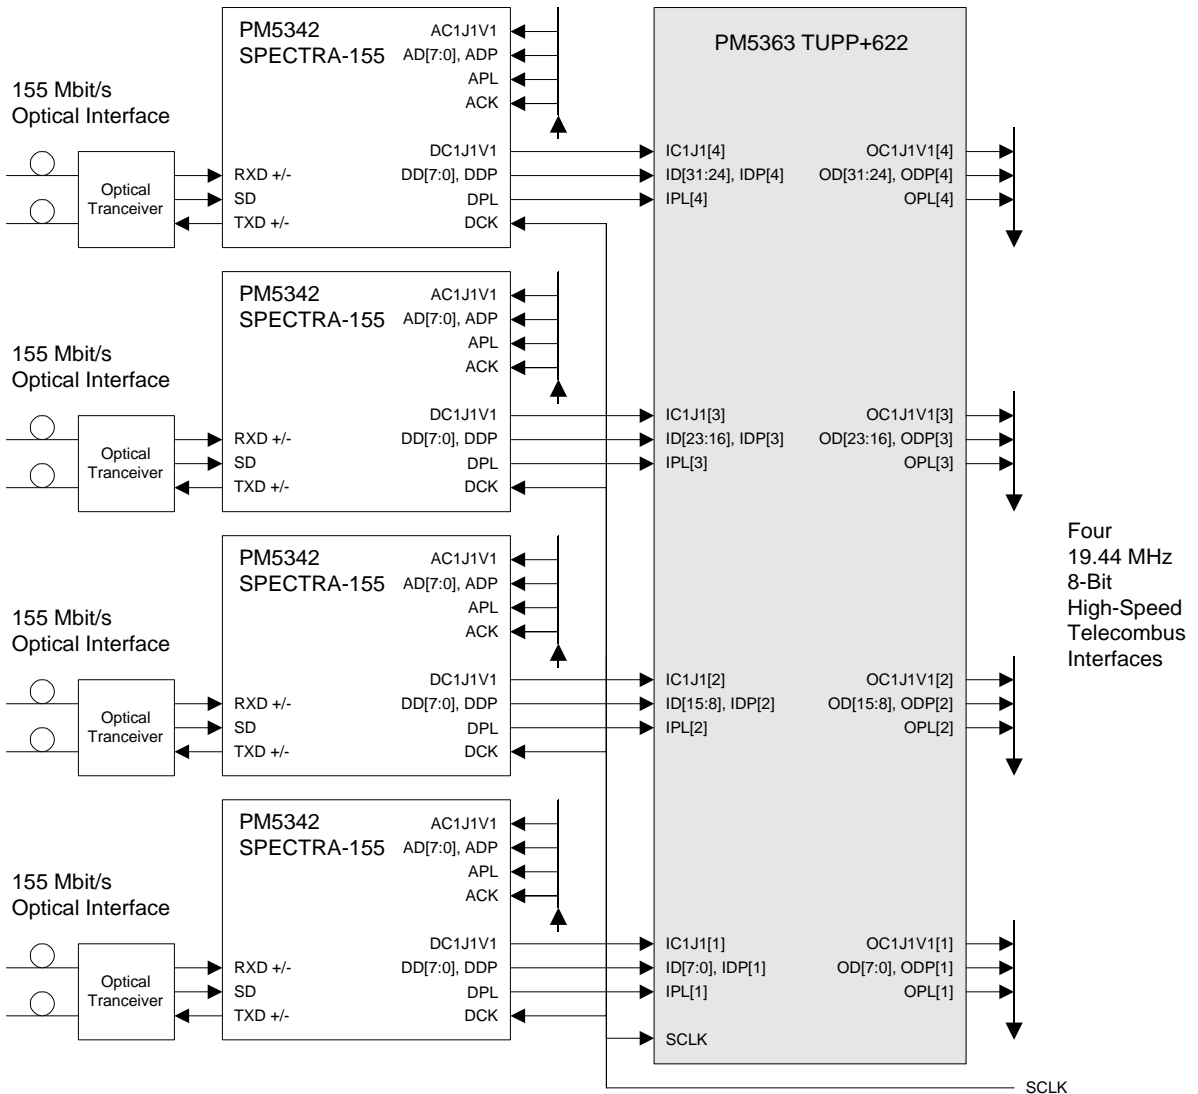 PM5342
SPECTRA-155
AC1J1V1
AD[7:0], ADP
APL
ACK
155 Mbit/s
Optical Interface
Optical
Tranceiver
RXD +/-
SD
TXD +/-
DC1J1V1
DD[7:0], DDP
DPL
DCK
PM5342
SPECTRA-155
AC1J1V1
AD[7:0], ADP
APL
ACK
155 Mbit/s
Optical Interface
Optical
Tranceiver
RXD +/-
SD
TXD +/-
DC1J1V1
DD[7:0], DDP
DPL
DCK
PM5342
SPECTRA-155
AC1J1V1
AD[7:0], ADP
APL
ACK
155 Mbit/s
Optical Interface
Optical
Tranceiver
RXD +/-
SD
TXD +/-
DC1J1V1
DD[7:0], DDP
DPL
DCK
PM5342
SPECTRA-155
AC1J1V1
AD[7:0], ADP
APL
ACK
155 Mbit/s
Optical Interface
Optical
Tranceiver
RXD +/-
SD
TXD +/-
DC1J1V1
DD[7:0], DDP
DPL
DCK
PM5363 TUPP+622
IC1J1[4]
ID[31:24], IDP[4]
IPL[4]
OC1J1V1[4]
OD[31:24], ODP[4]
OPL[4]
IC1J1[3]
ID[23:16], IDP[3]
IPL[3]
OC1J1V1[3]
OD[23:16], ODP[3]
OPL[3]
IC1J1[2]
ID[15:8], IDP[2]
IPL[2]
OC1J1V1[2]
OD[15:8], ODP[2]
OPL[2]
IC1J1[1]
ID[7:0], IDP[1]
IPL[1]
OC1J1V1[1]
OD[7:0], ODP[1]
OPL[1]
SCLK
Four
19.44 MHz
8-Bit
High-Speed
Telecombus
Interfaces
SCLK